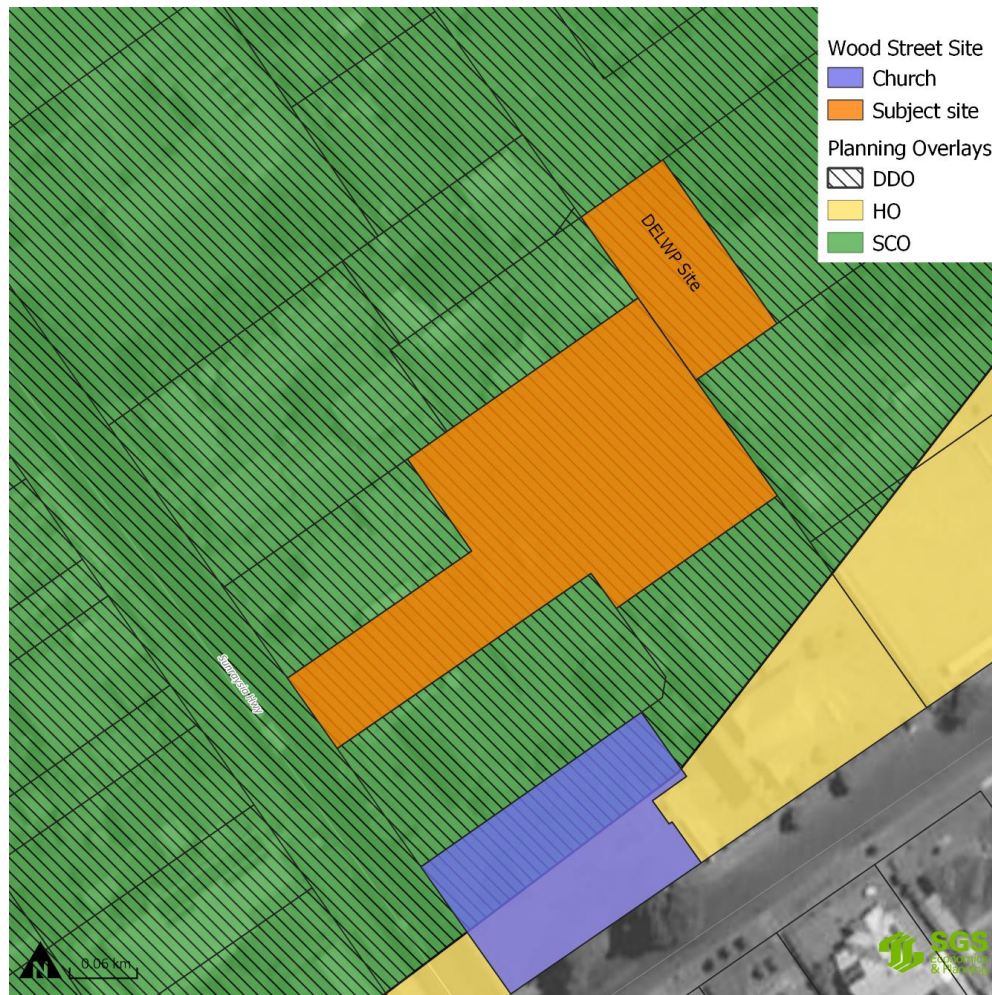 Wood Street Site
Church
Subject site
Planning Overlays
DDO
HO
SCO
DELWP Site
Sunraysia Hwy
N
0.06 km
SGS
Economics
& Planning